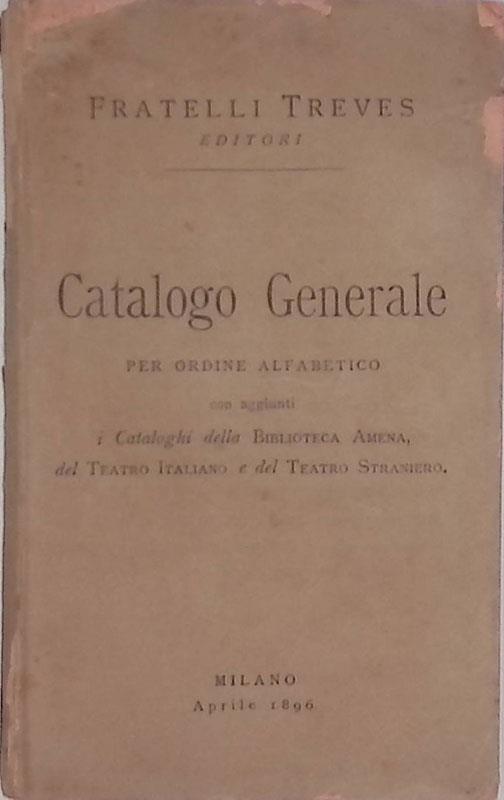 FRATELLI TREVES
EDITORI
Catalogo Generale
PER ORDINE ALFABETICO
con aggiunti
i Cataloghi della BIBLIOTECA AMENA,
del TEATRO ITALIANO e del TEATRO STRANIERO.
MILANO
Aprile 1896